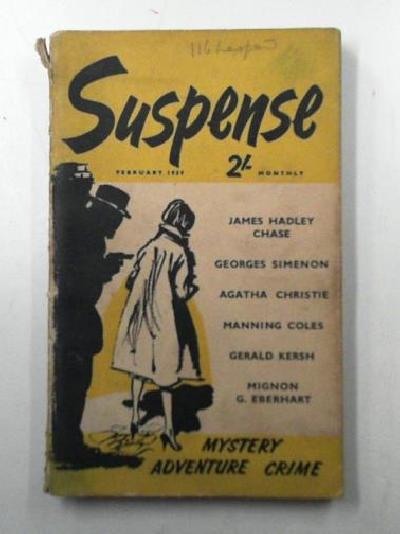 Suspense
FEBRUARY 1959 2/- MONTHLY
JAMES HADLEY
CHASE
GEORGES SIMENON
AGATHA CHRISTIE
MANNING COLES
GERALD KERSH
MIGNON
G. EBERHART
MYSTERY
ADVENTURE CRIME